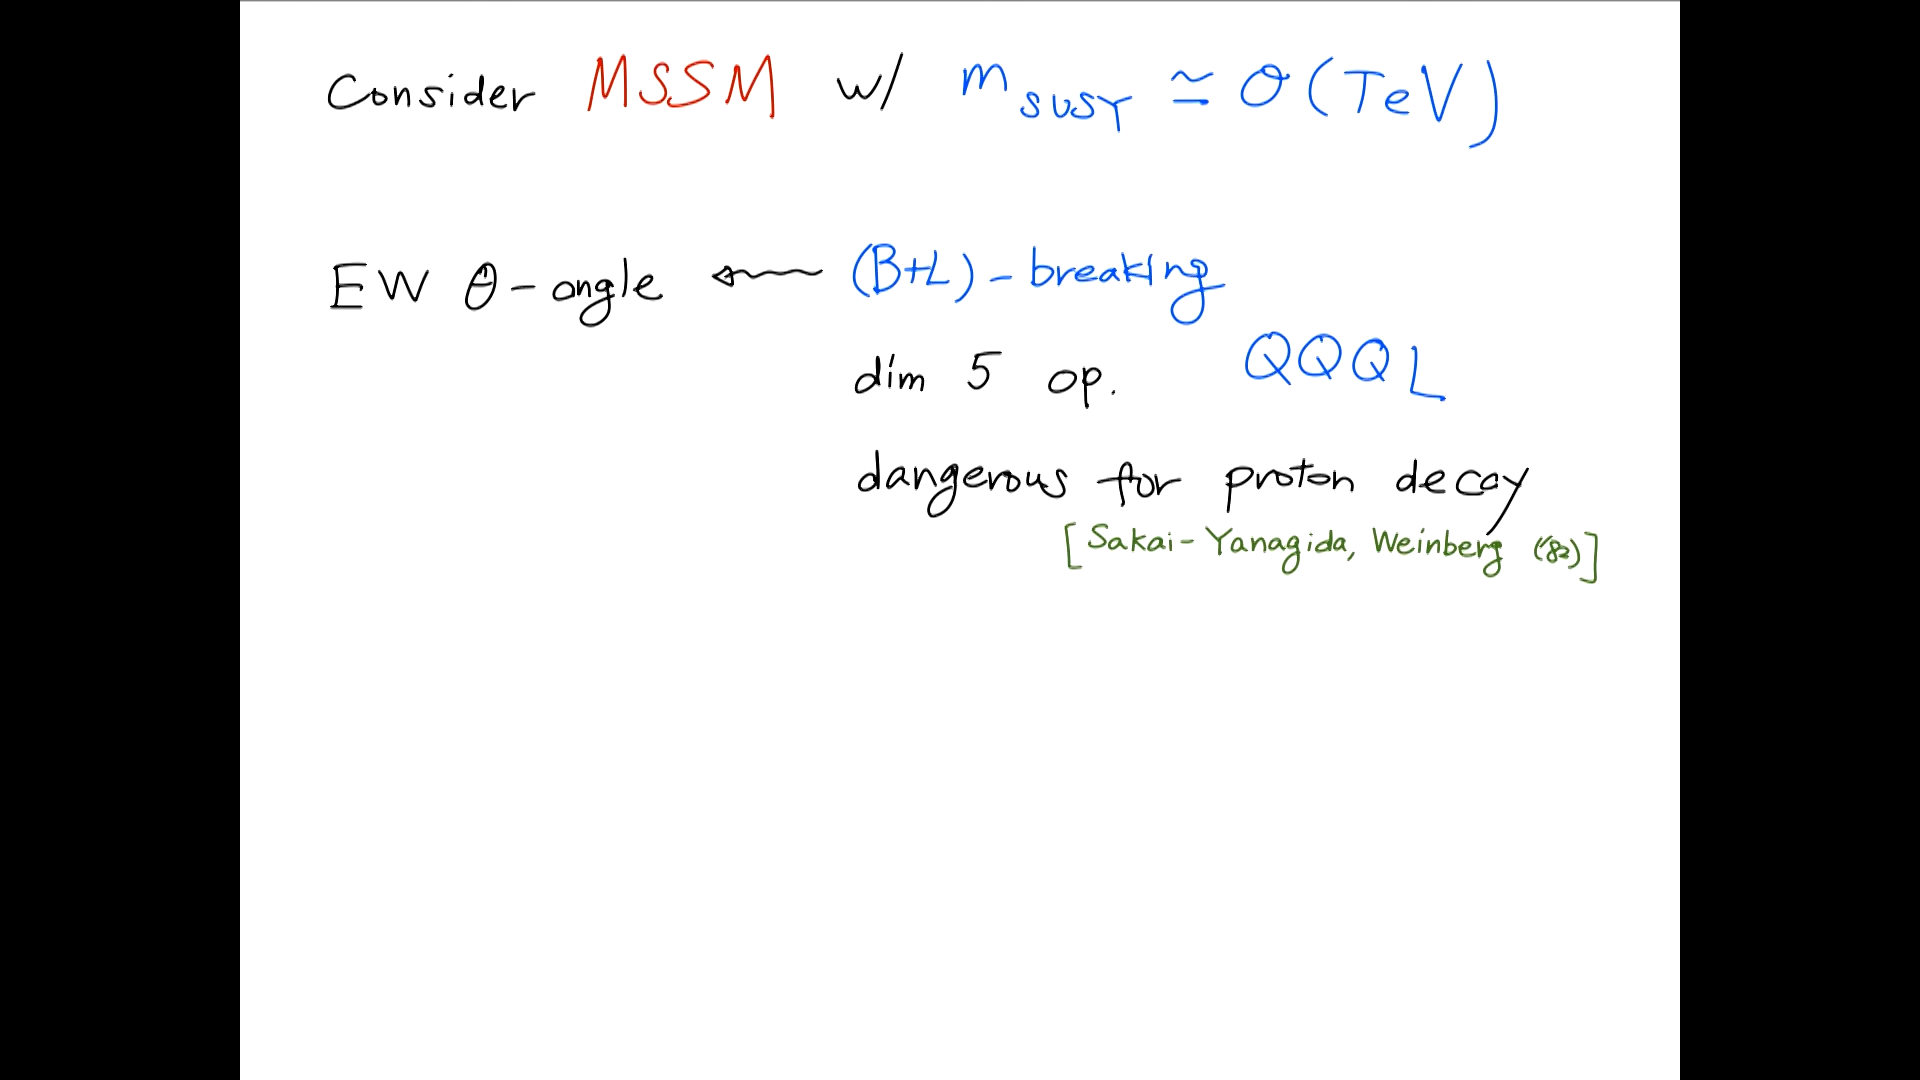 Consider MSSM w/ m_SUSY ≃ O(TeV)
EW θ-angle ← (B+L)-breaking
dim 5 op. QQQL
dangerous for proton decay
[Sakai-Yanagida, Weinberg ('82)]